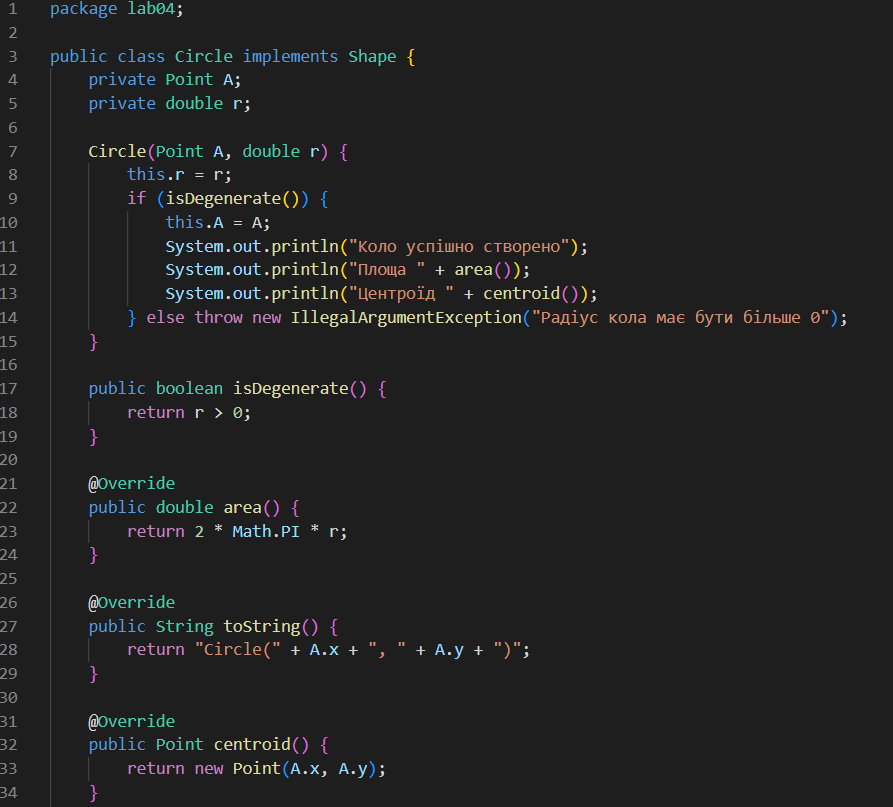 1 package lab04;
2
3 public class Circle implements Shape {
4     private Point A;
5     private double r;
6
7     Circle(Point A, double r) {
8         this.r = r;
9         if (isDegenerate()) {
10             this.A = A;
11             System.out.println("Коло успішно створено");
12             System.out.println("Площа " + area());
13             System.out.println("Центроїд " + centroid());
14         } else throw new IllegalArgumentException("Радіус кола має бути більше 0");
15     }
16
17     public boolean isDegenerate() {
18         return r > 0;
19     }
20
21     @Override
22     public double area() {
23         return 2 * Math.PI * r;
24     }
25
26     @Override
27     public String toString() {
28         return "Circle(" + A.x + ", " + A.y + ")";
29     }
30
31     @Override
32     public Point centroid() {
33         return new Point(A.x, A.y);
34     }